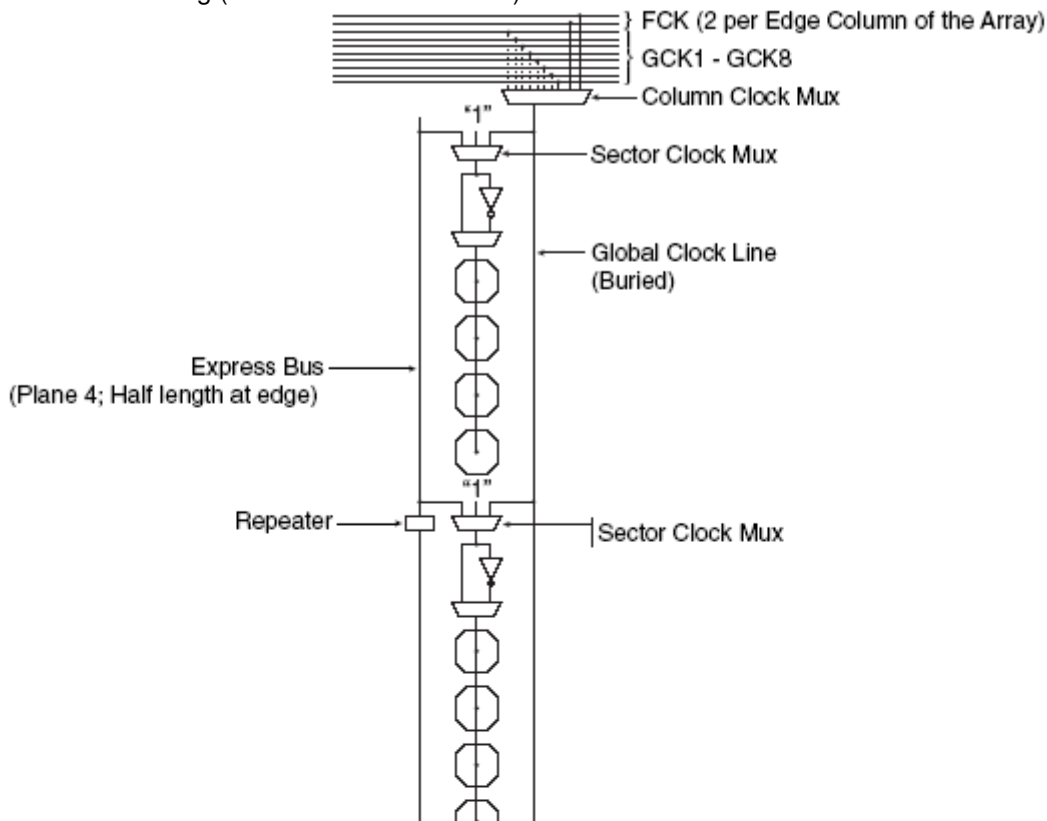 FCK (2 per Edge Column of the Array)
GCK1 - GCK8
Column Clock Mux
“1”
Sector Clock Mux
Global Clock Line
(Buried)
Express Bus
(Plane 4; Half length at edge)
“1”
Repeater
Sector Clock Mux